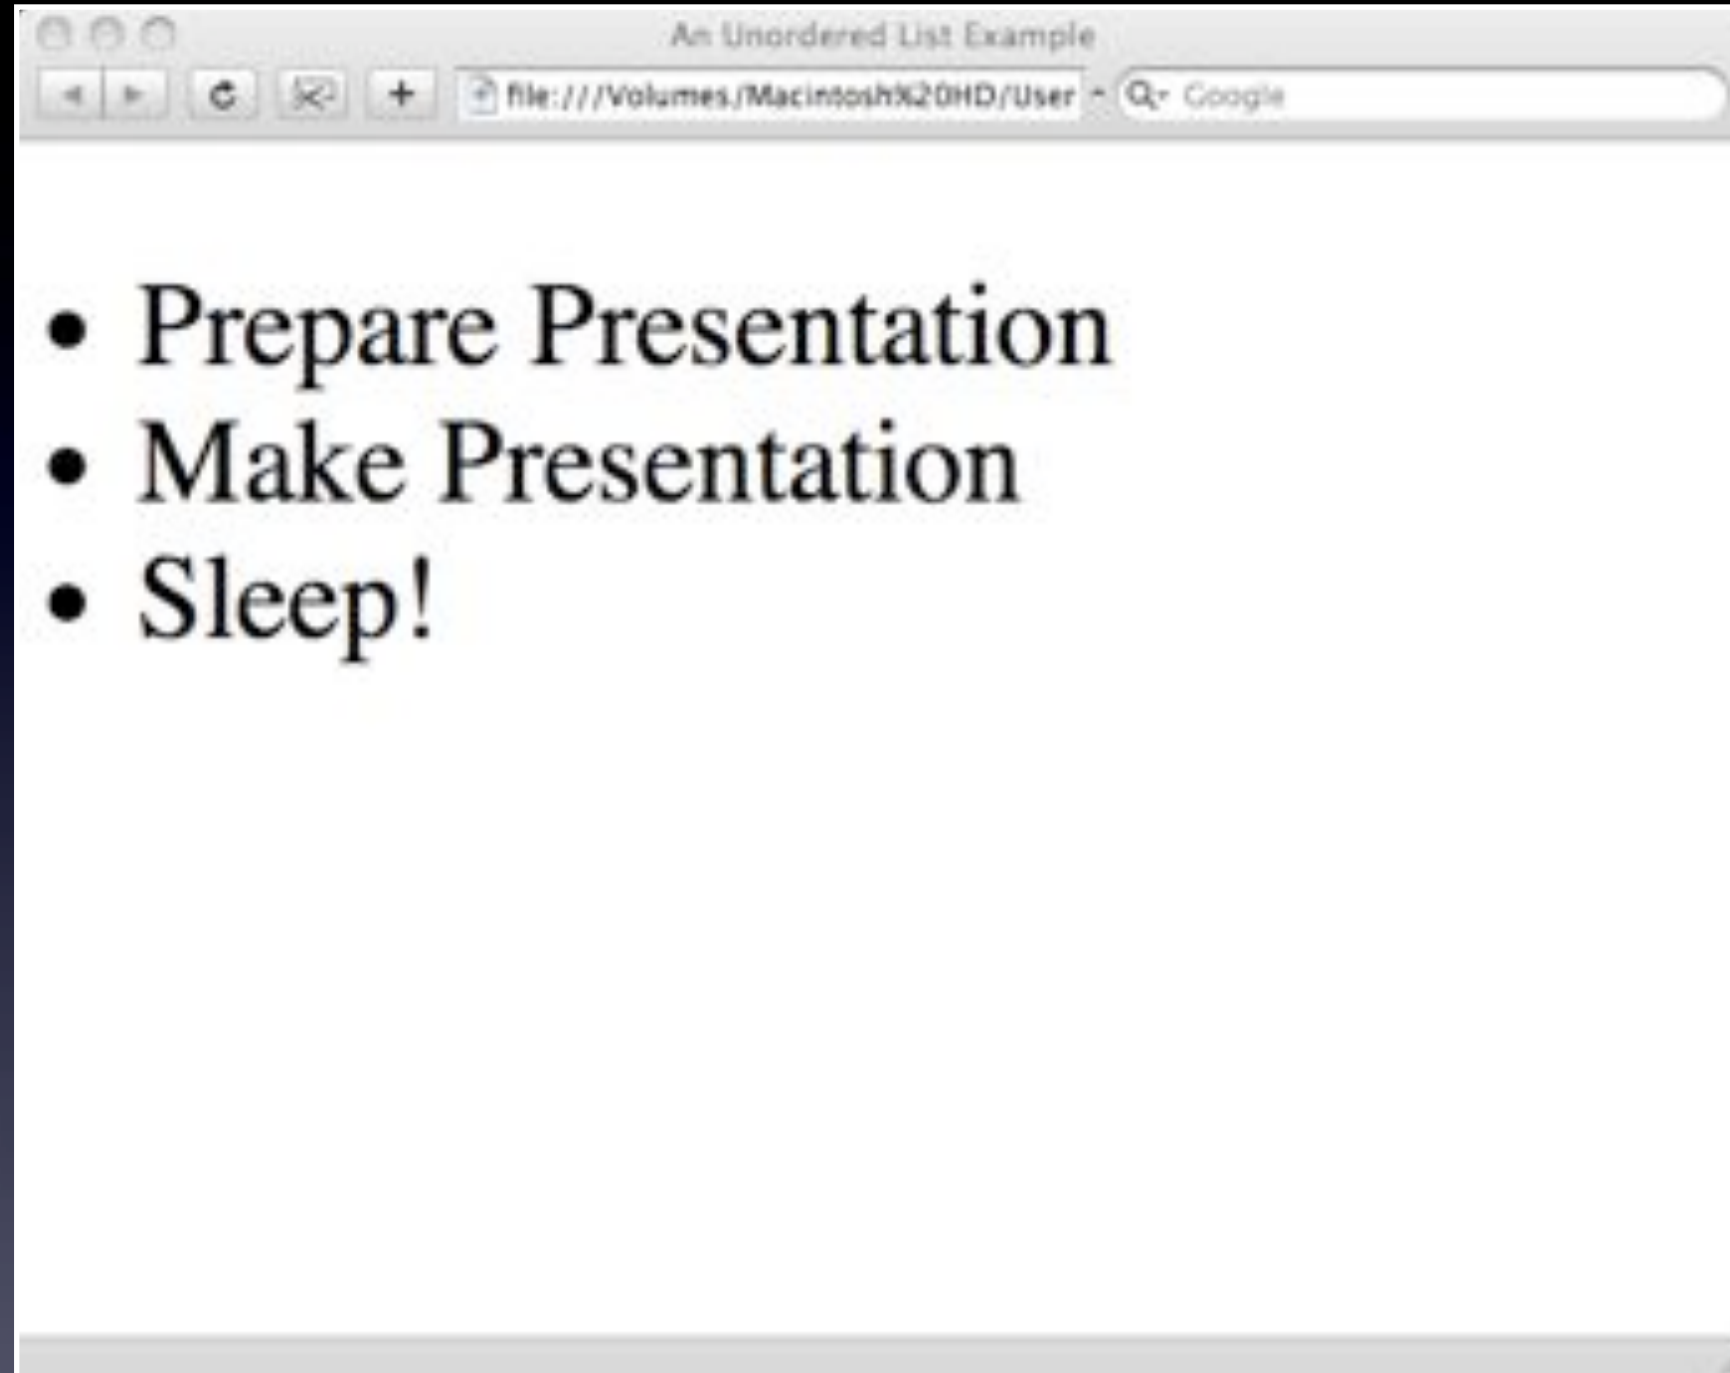 An Unordered List Example
file:///Volumes/Macintosh%20HD/User
Google
• Prepare Presentation
• Make Presentation
• Sleep!